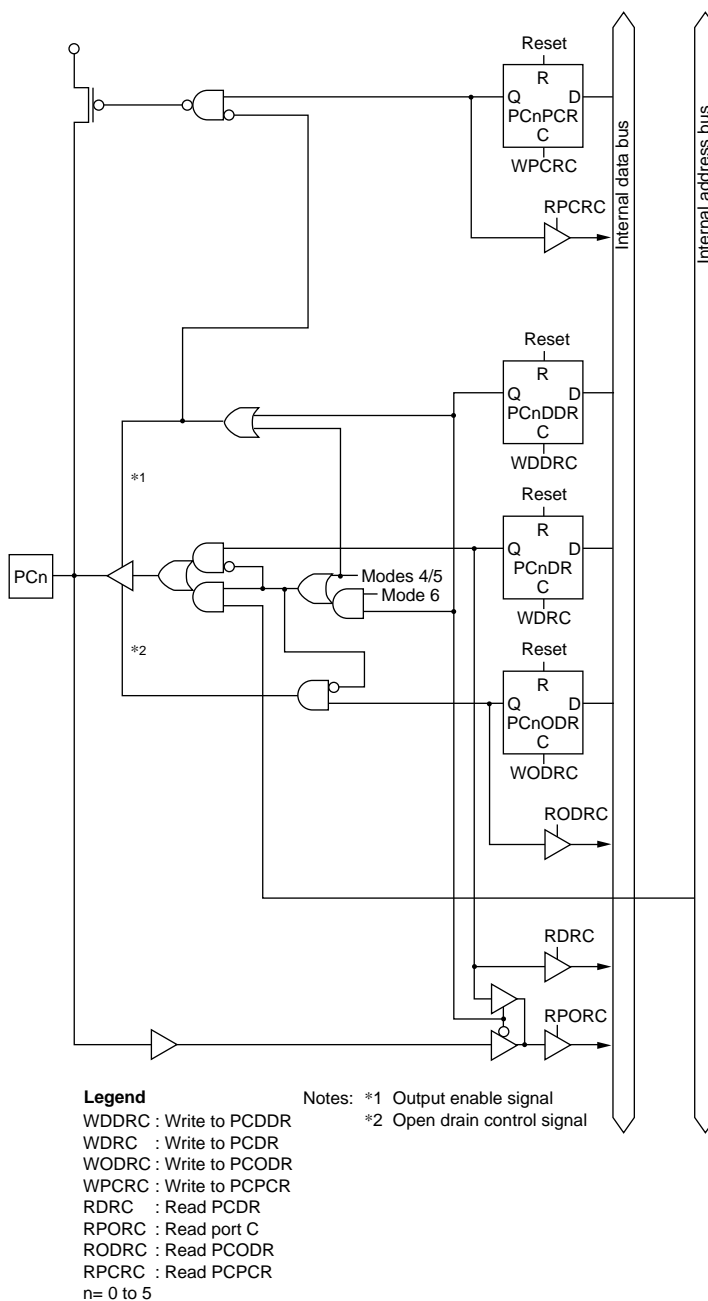 Reset
R
Q D
PCnPCR
C
WPCRC
RPCRC
Internal data bus
Internal address bus
Reset
R
Q D
PCnDDR
C
WDDRC
*1
Reset
R
Q D
PCnDR
C
WDRC
PCn
Modes 4/5
Mode 6
*2
Reset
R
Q D
PCnODR
C
WODRC
RODRC
RDRC
RPORC
Legend
WDDRC : Write to PCDDR
WDRC : Write to PCDR
WODRC : Write to PCODR
WPCRC : Write to PCPCR
RDRC : Read PCDR
RPORC : Read port C
RODRC : Read PCODR
RPCRC : Read PCPCR
n= 0 to 5
Notes: *1 Output enable signal
*2 Open drain control signal